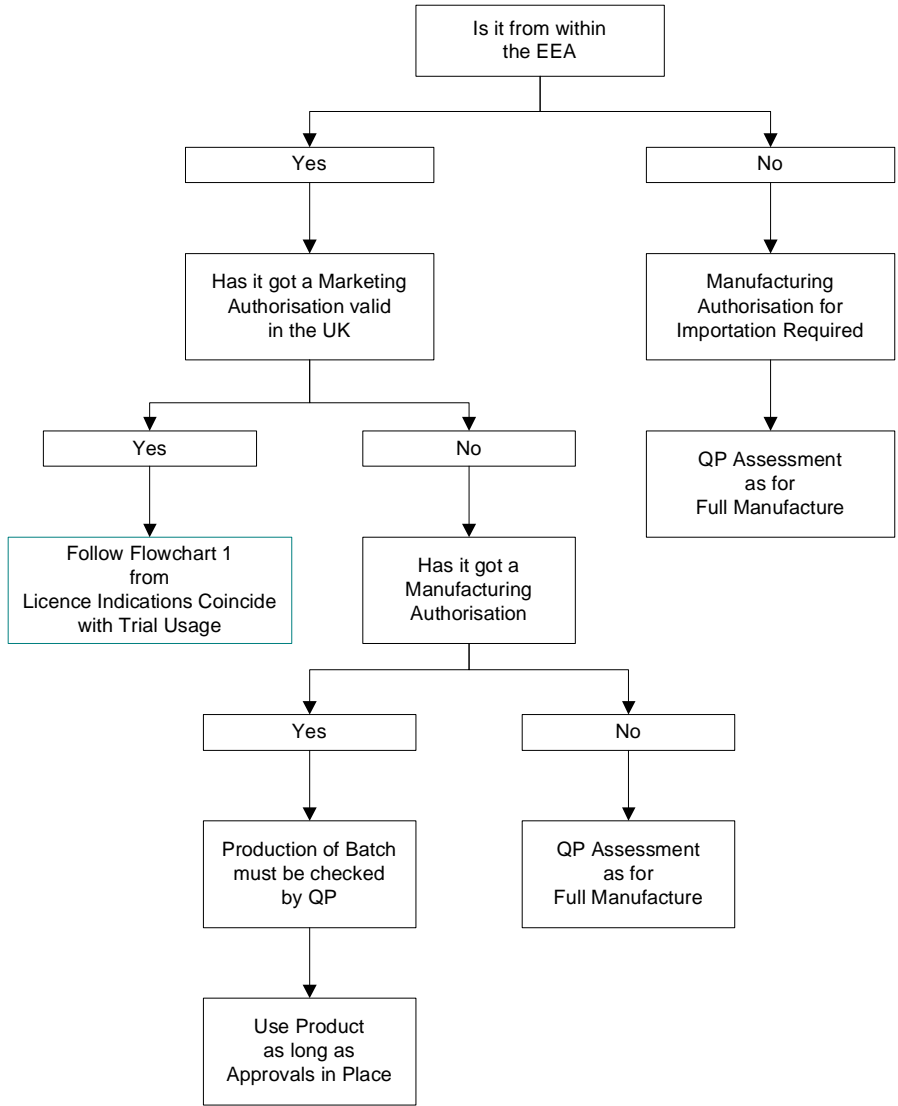 Is it from within
the EEA
Yes
No
Has it got a Marketing
Authorisation valid
in the UK
Manufacturing
Authorisation for
Importation Required
Yes
No
QP Assessment
as for
Full Manufacture
Follow Flowchart 1
from
Licence Indications Coincide
with Trial Usage
Has it got a
Manufacturing
Authorisation
Yes
No
Production of Batch
must be checked
by QP
QP Assessment
as for
Full Manufacture
Use Product
as long as
Approvals in Place